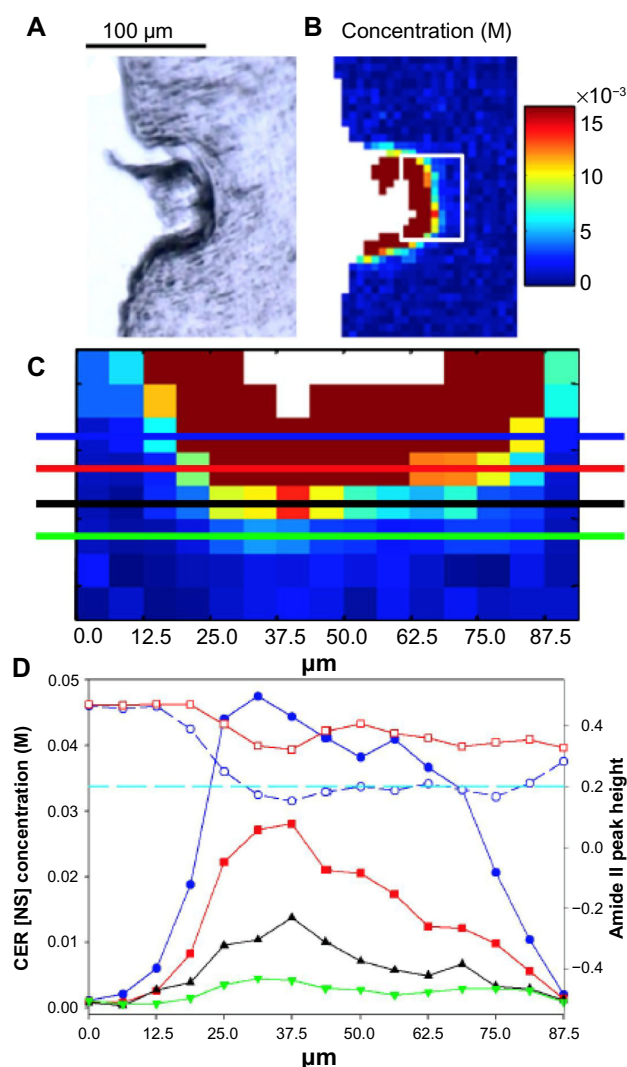 A
100 µm
B
Concentration (M)
×10⁻³
15
10
5
0
C
0.0 12.5 25.0 37.5 50.0 62.5 75.0 87.5
µm
D
CER [NS] concentration (M)
0.05
0.04
0.03
0.02
0.01
0.00
Amide II peak height
0.4
0.2
0.0
−0.2
−0.4
0.0 12.5 25.0 37.5 50.0 62.5 75.0 87.5
µm